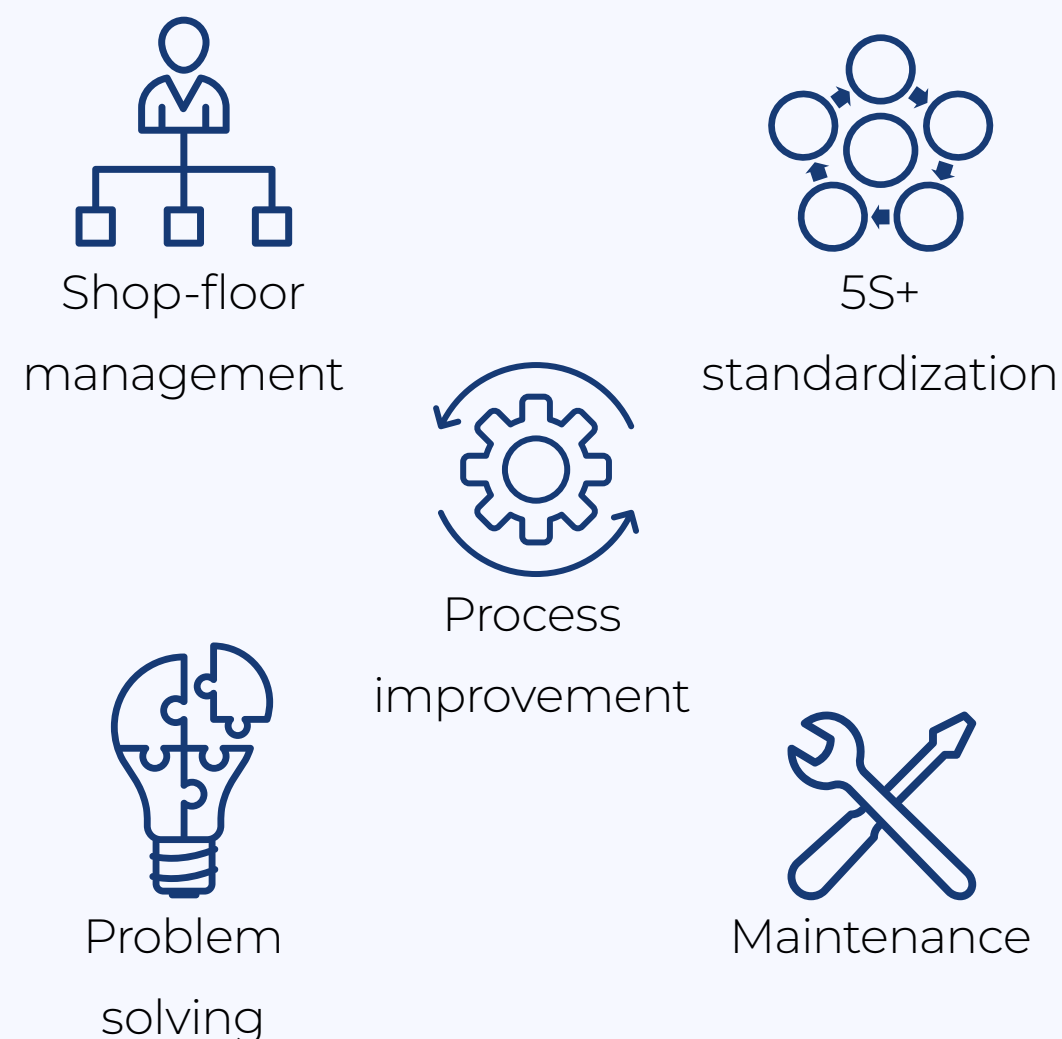 Shop-floor
management
5S+
standardization
Process
improvement
Problem
solving
Maintenance